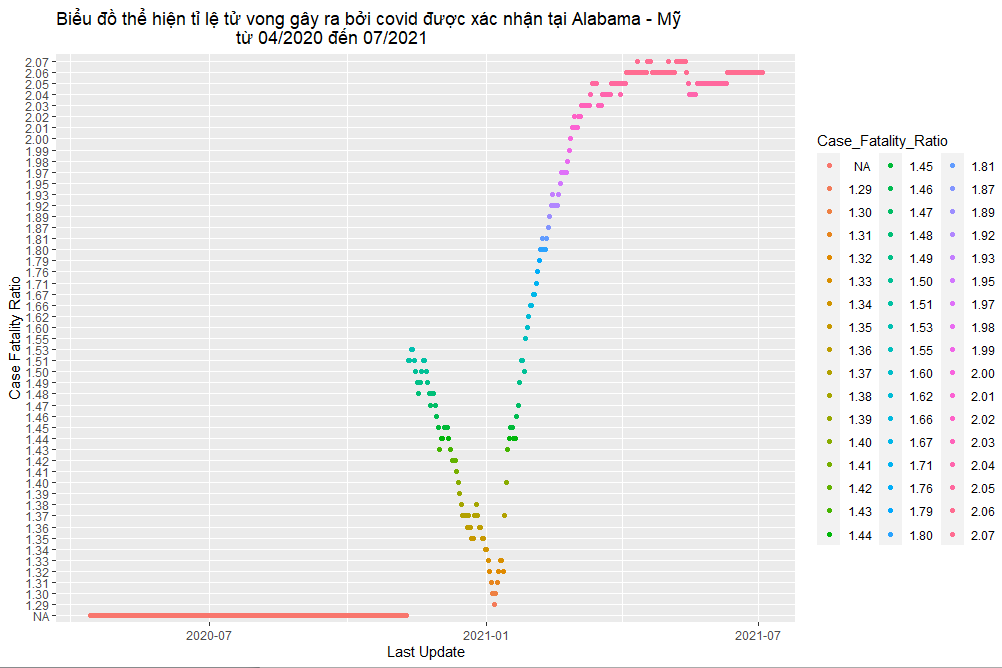 Biểu đồ thể hiện tỉ lệ tử vong gây ra bởi covid được xác nhận tại Alabama - Mỹ
từ 04/2020 đến 07/2021
Case_Fatality_Ratio
2.07
2.06
2.05
2.04
2.03
2.02
2.01
2.00
1.99
1.98
1.97
1.95
1.93
1.92
1.89
1.87
1.81
1.80
1.79
1.76
1.71
1.67
1.66
1.62
1.60
1.55
1.53
1.51
1.50
1.49
1.48
1.47
1.46
1.45
1.44
1.43
1.42
1.41
1.40
1.39
1.38
1.37
1.36
1.35
1.34
1.33
1.32
1.31
1.30
1.29
NA
2020-07 2021-01 2021-07
Last Update
Case_Fatality_Ratio
NA 1.45 1.81
1.29 1.46 1.87
1.30 1.47 1.89
1.31 1.48 1.92
1.32 1.49 1.93
1.33 1.50 1.95
1.34 1.51 1.97
1.35 1.53 1.98
1.36 1.55 1.99
1.37 1.60 2.00
1.38 1.62 2.01
1.39 1.66 2.02
1.40 1.67 2.03
1.41 1.71 2.04
1.42 1.76 2.05
1.43 1.79 2.06
1.44 1.80 2.07